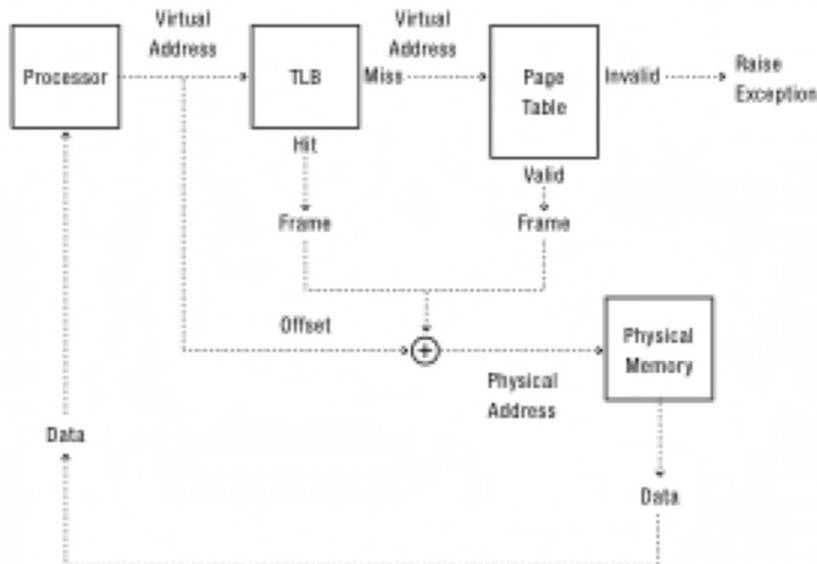 Virtual
Address
Virtual
Address
Processor
TLB
Miss
Page
Table
Invalid
Raise
Exception
Hit
Valid
Frame
Frame
Offset
Physical
Memory
Physical
Address
Data
Data